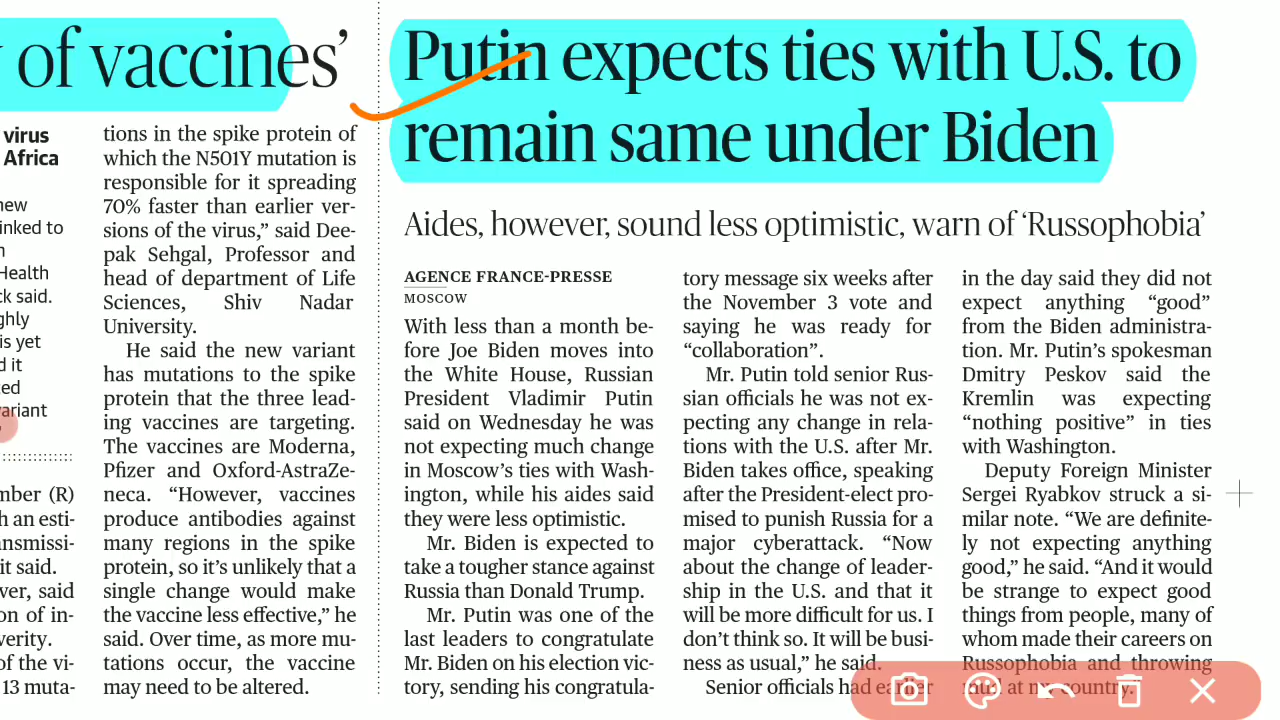 of vaccines’
virus
Africa
new
inked to
Health
ck said.
ghly
is yet
d it
variant
mber (R)
h an esti-
ansmissi-
it said.
ver, said
on of in-
verity.
of the vi-
13 muta-
tions in the spike protein of
which the N501Y mutation is
responsible for it spreading
70% faster than earlier ver-
sions of the virus,” said Dee-
pak Sehgal, Professor and
head of department of Life
Sciences, Shiv Nadar
University.
He said the new variant
has mutations to the spike
protein that the three lead-
ing vaccines are targeting.
The vaccines are Moderna,
Pfizer and Oxford-AstraZe-
neca. “However, vaccines
produce antibodies against
many regions in the spike
protein, so it’s unlikely that a
single change would make
the vaccine less effective,” he
said. Over time, as more mu-
tations occur, the vaccine
may need to be altered.
Putin expects ties with U.S. to
remain same under Biden
Aides, however, sound less optimistic, warn of ‘Russophobia’
AGENCE FRANCE-PRESSE
MOSCOW
With less than a month be-
fore Joe Biden moves into
the White House, Russian
President Vladimir Putin
said on Wednesday he was
not expecting much change
in Moscow’s ties with Wash-
ington, while his aides said
they were less optimistic.
Mr. Biden is expected to
take a tougher stance against
Russia than Donald Trump.
Mr. Putin was one of the
last leaders to congratulate
Mr. Biden on his election vic-
tory, sending his congratula-
tory message six weeks after
the November 3 vote and
saying he was ready for
“collaboration”.
Mr. Putin told senior Rus-
sian officials he was not ex-
pecting any change in rela-
tions with the U.S. after Mr.
Biden takes office, speaking
after the President-elect pro-
mised to punish Russia for a
major cyberattack. “Now
about the change of leader-
ship in the U.S. and that it
will be more difficult for us. I
don’t think so. It will be busi-
ness as usual,” he said.
Senior officials had earlier
in the day said they did not
expect anything “good”
from the Biden administra-
tion. Mr. Putin’s spokesman
Dmitry Peskov said the
Kremlin was expecting
“nothing positive” in ties
with Washington.
Deputy Foreign Minister
Sergei Ryabkov struck a si-
milar note. “We are definite-
ly not expecting anything
good,” he said. “And it would
be strange to expect good
things from people, many of
whom made their careers on
Russophobia and throwing
mud at my country.”